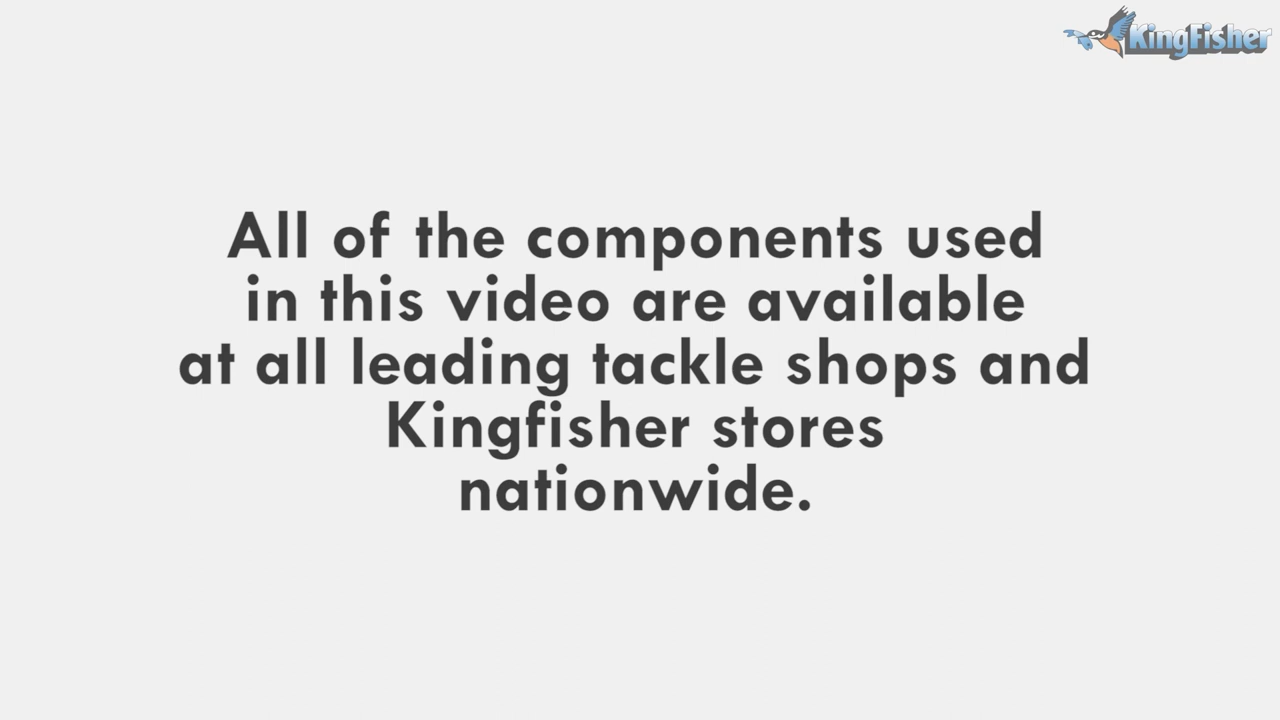 KingFisher
All of the components used
in this video are available
at all leading tackle shops and
Kingfisher stores
nationwide.